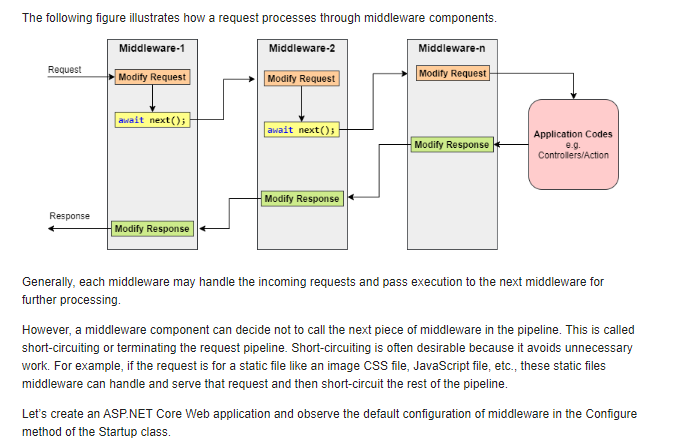 The following figure illustrates how a request processes through middleware components.
Middleware-1
Middleware-2
Middleware-n
Request
Modify Request
Modify Request
Modify Request
await next();
await next();
Application Codes
e.g.
Controllers/Action
Modify Response
Modify Response
Response
Modify Response
Generally, each middleware may handle the incoming requests and pass execution to the next middleware for
further processing.
However, a middleware component can decide not to call the next piece of middleware in the pipeline. This is called
short-circuiting or terminating the request pipeline. Short-circuiting is often desirable because it avoids unnecessary
work. For example, if the request is for a static file like an image CSS file, JavaScript file, etc., these static files
middleware can handle and serve that request and then short-circuit the rest of the pipeline.
Let's create an ASP.NET Core Web application and observe the default configuration of middleware in the Configure
method of the Startup class.